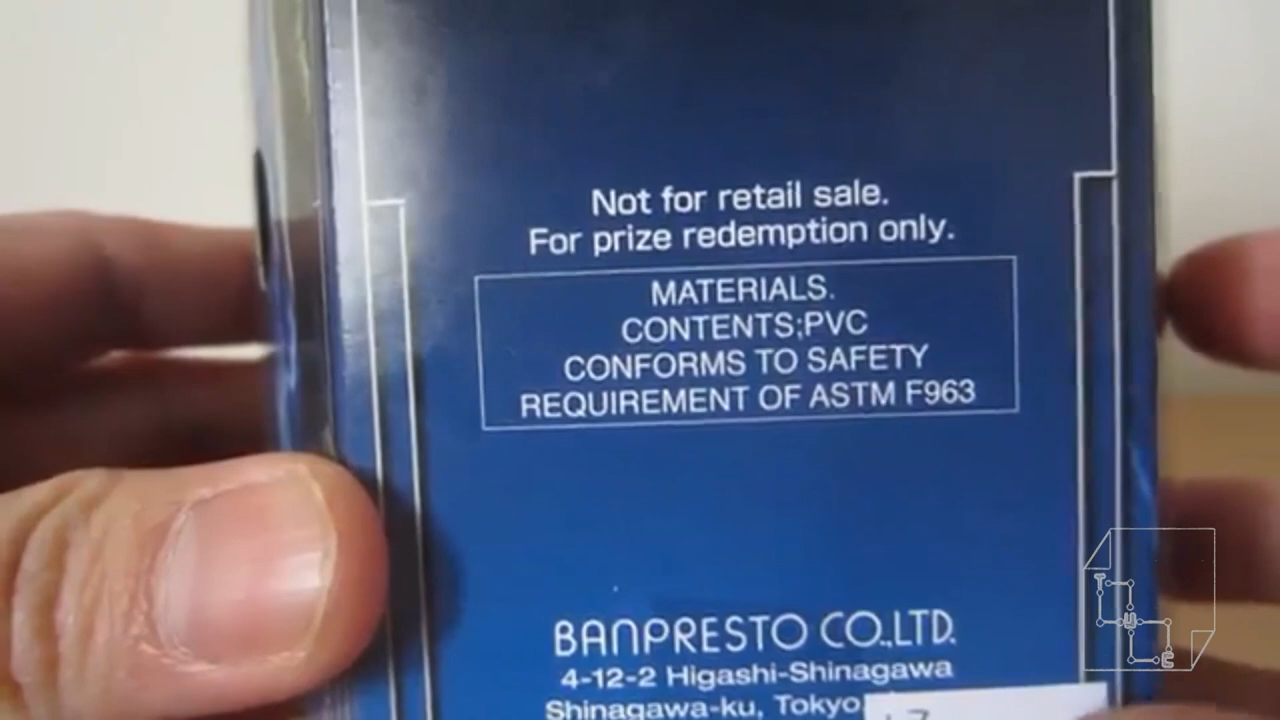 Not for retail sale.
For prize redemption only.
MATERIALS.
CONTENTS;PVC
CONFORMS TO SAFETY
REQUIREMENT OF ASTM F963
BANPRESTO CO.,LTD.
4-12-2 Higashi-Shinagawa
Shinagawa-ku, Tokyo
T
U
E